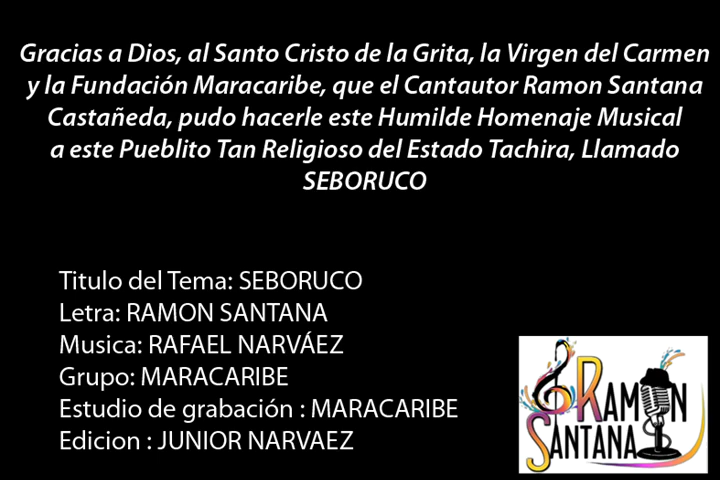 Gracias a Dios, al Santo Cristo de la Grita, la Virgen del Carmen
y la Fundación Maracaribe, que el Cantautor Ramon Santana
Castañeda, pudo hacerle este Humilde Homenaje Musical
a este Pueblito Tan Religioso del Estado Tachira, Llamado
SEBORUCO
Titulo del Tema: SEBORUCO
Letra: RAMON SANTANA
Musica: RAFAEL NARVÁEZ
Grupo: MARACARIBE
Estudio de grabación : MARACARIBE
Edicion : JUNIOR NARVAEZ
RAMON
SANTANA